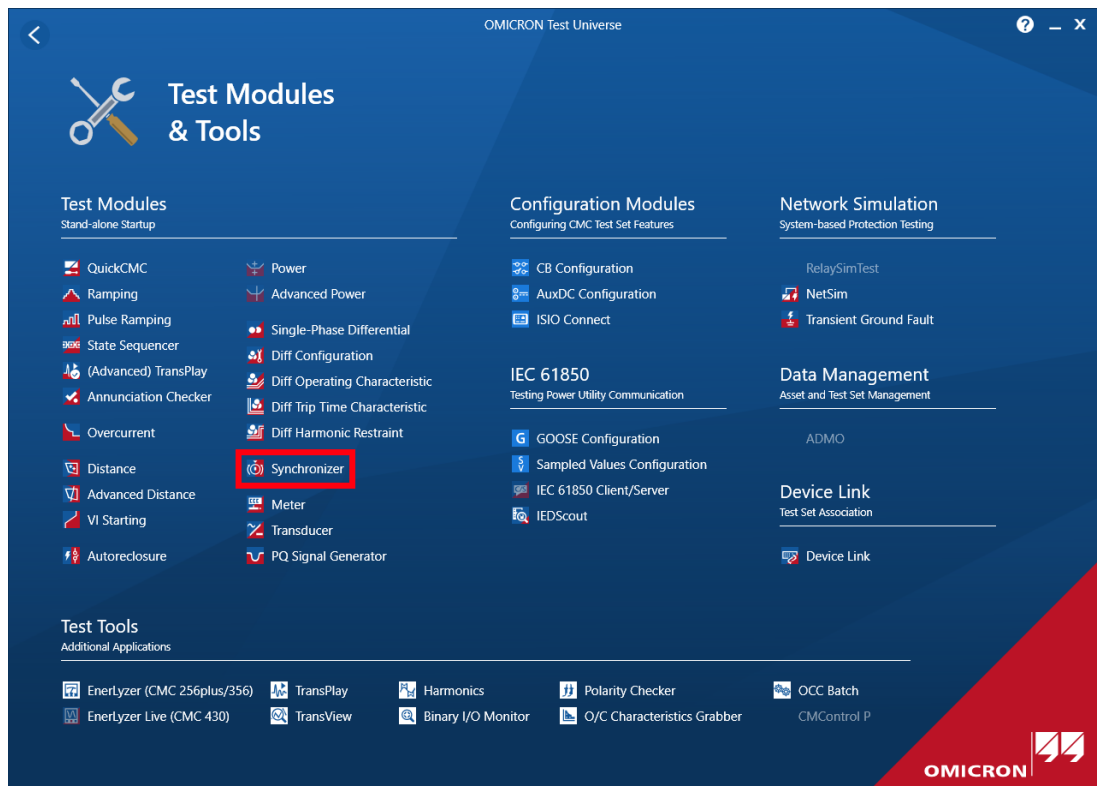 OMICRON Test Universe
Test Modules
& Tools
Test Modules
Stand-alone Startup
QuickCMC
Ramping
Pulse Ramping
State Sequencer
(Advanced) TransPlay
Annunciation Checker
Overcurrent
Distance
Advanced Distance
VI Starting
Autoreclosure
Power
Advanced Power
Single-Phase Differential
Diff Configuration
Diff Operating Characteristic
Diff Trip Time Characteristic
Diff Harmonic Restraint
Synchronizer
Meter
Transducer
PQ Signal Generator
Configuration Modules
Configuring CMC Test Set Features
CB Configuration
AuxDC Configuration
ISIO Connect
IEC 61850
Testing Power Utility Communication
GOOSE Configuration
Sampled Values Configuration
IEC 61850 Client/Server
IEDScout
Network Simulation
System-based Protection Testing
RelaySimTest
NetSim
Transient Ground Fault
Data Management
Asset and Test Set Management
ADMO
Device Link
Test Set Association
Device Link
Test Tools
Additional Applications
EnerLyzer (CMC 256plus/356)
EnerLyzer Live (CMC 430)
TransPlay
TransView
Harmonics
Binary I/O Monitor
Polarity Checker
O/C Characteristics Grabber
OCC Batch
CMControl P
OMICRON